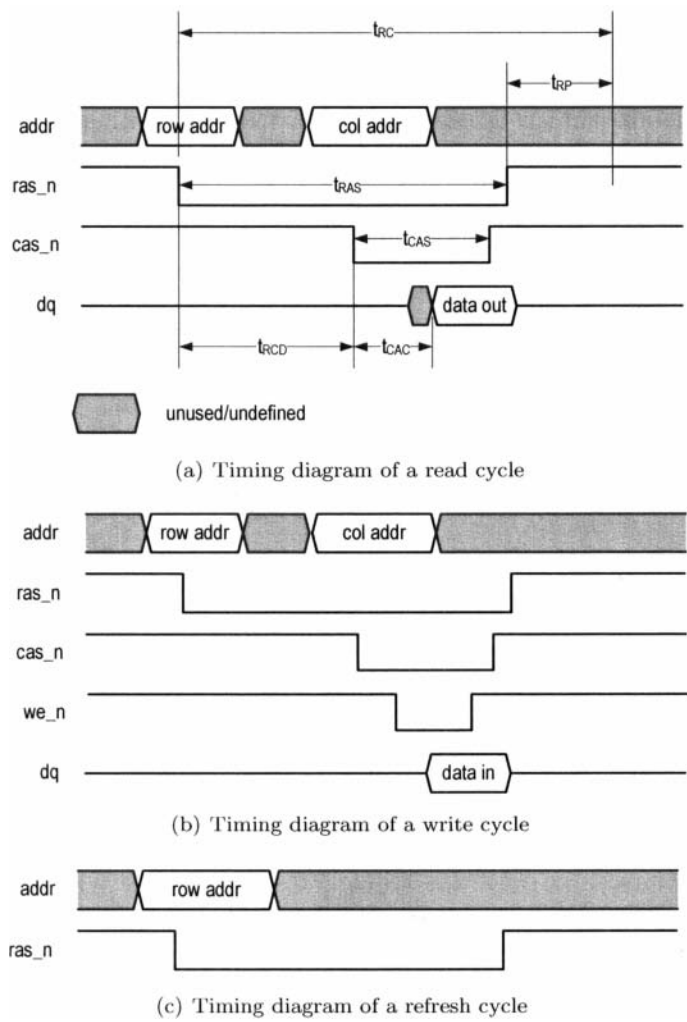 tRC
tRP
addr row addr col addr
ras_n tRAS
cas_n tCAS
dq data out
tRCD tCAC
unused/undefined
(a) Timing diagram of a read cycle
addr row addr col addr
ras_n
cas_n
we_n
dq data in
(b) Timing diagram of a write cycle
addr row addr
ras_n
(c) Timing diagram of a refresh cycle